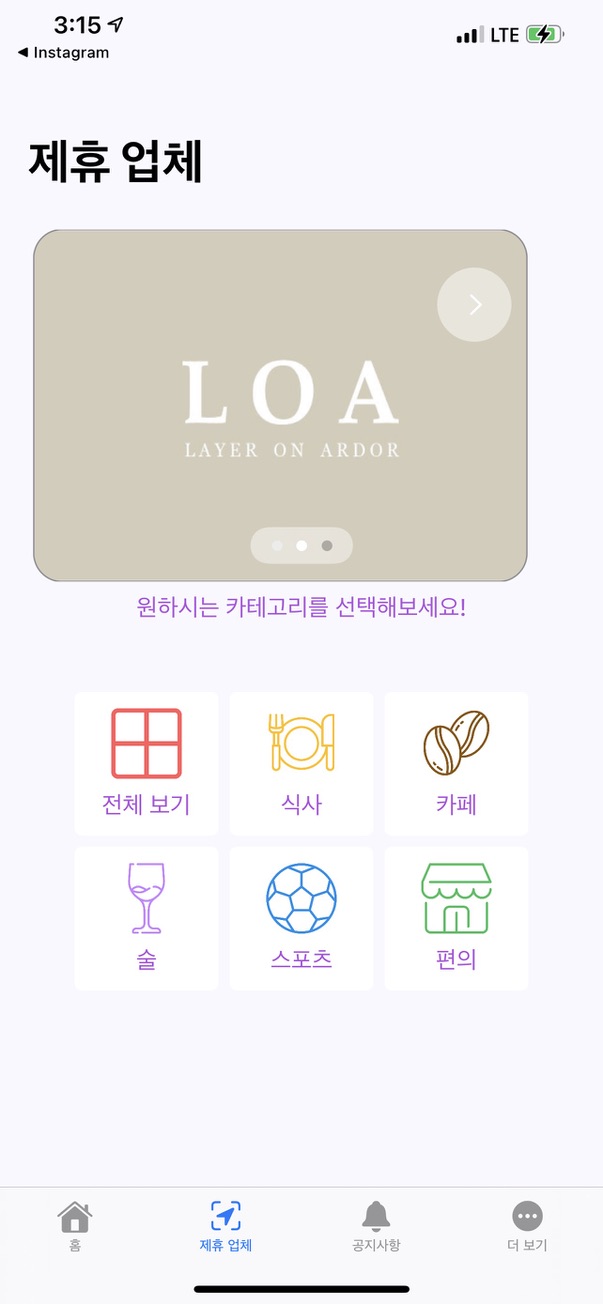 3:15
LTE
◀ Instagram
제휴 업체
LOA
LAYER ON ARDOR
원하시는 카테고리를 선택해보세요!
전체 보기
식사
카페
술
스포츠
편의
홈
제휴 업체
공지사항
더 보기